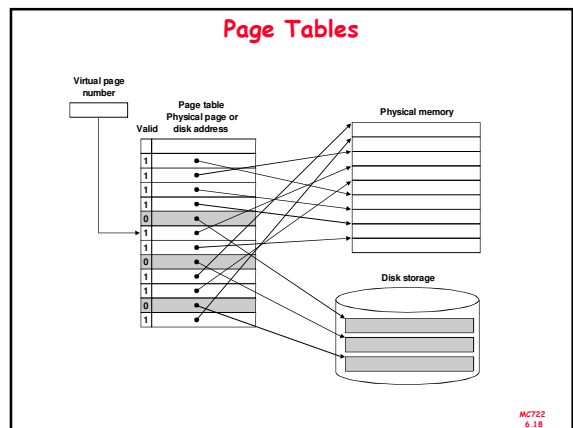 Page Tables
Virtual page
number
Page table
Physical page or
Valid disk address
Physical memory
1
1
1
1
0
1
1
0
1
1
0
1
Disk storage
MC722
6.18